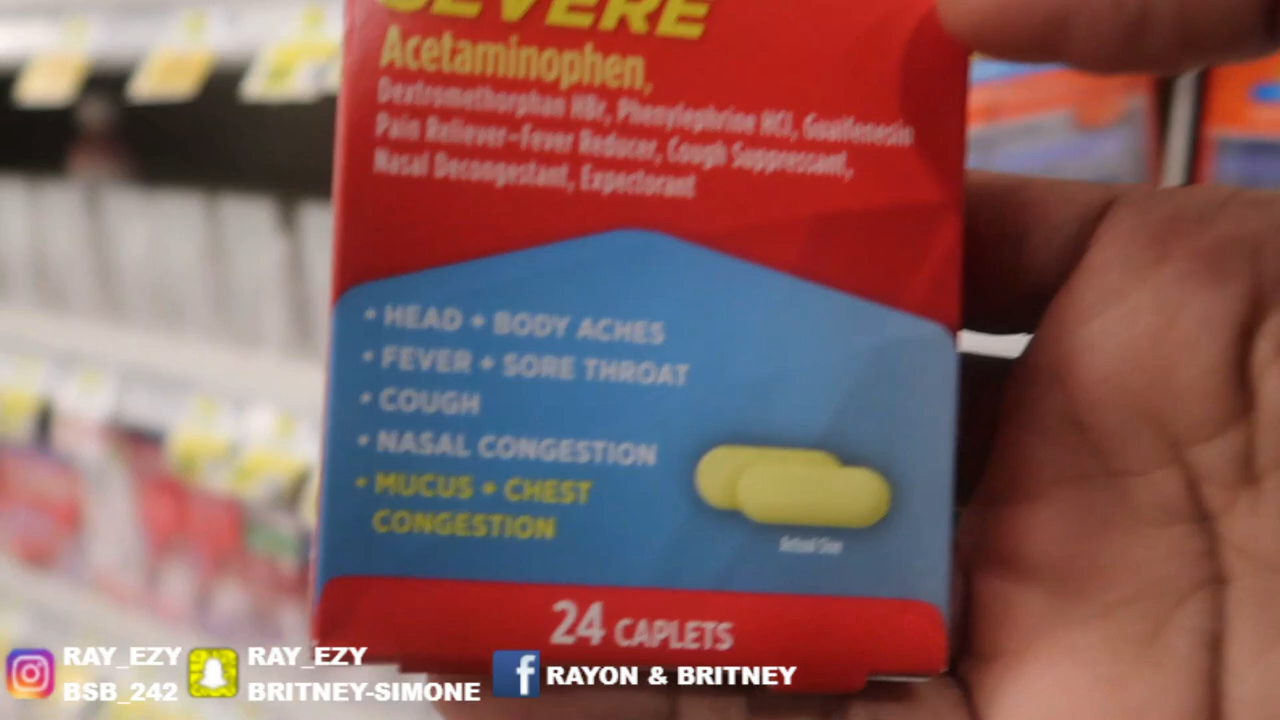 SEVERE
Acetaminophen,
Dextromethorphan HBr, Phenylephrine HCl, Guaifenesin
Pain Reliever-Fever Reducer, Cough Suppressant,
Nasal Decongestant, Expectorant
• HEAD + BODY ACHES
• FEVER + SORE THROAT
• COUGH
• NASAL CONGESTION
• MUCUS + CHEST
CONGESTION
Actual Size
24 CAPLETS
RAY_EZY
BSB_242
RAY_EZY
BRITNEY-SIMONE
RAYON & BRITNEY